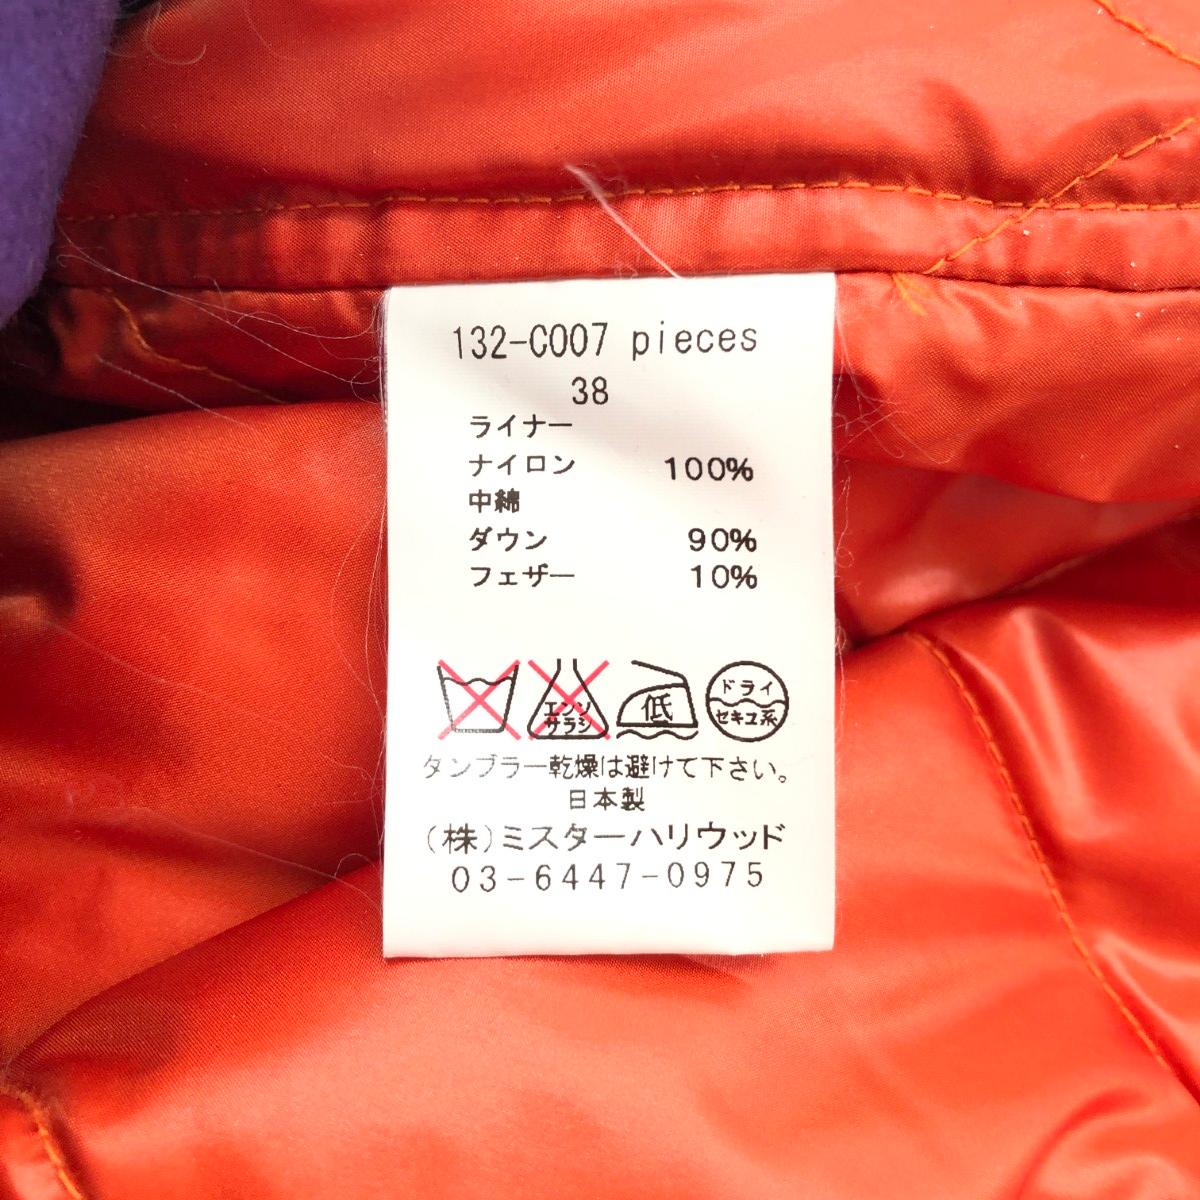 132-C007 pieces
38
ライナー
ナイロン 100%
中綿
ダウン 90%
フェザー 10%
エンソ
サラシ
低
ドライ
セキユ系
タンブラー乾燥は避けて下さい。
日本製
(株)ミスターハリウッド
03-6447-0975